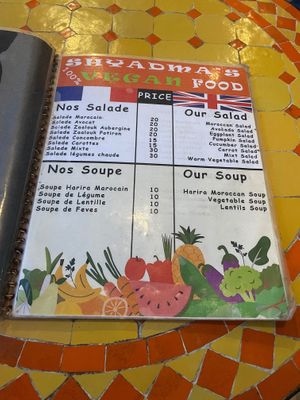 SHYADMA'S
100% VEGAN FOOD
PRICE
Nos Salade
Our Salad
Salade Marocain 20 Moroccan Salad
Salade Avocat 20 Avocado Salad
Salade Zaalouk Aubergine 20 Eggplant Salad
Salade Zaalouk Potiron 20 Pumpkin Salad
Salade Concombre 15 Cucumber Salad
Salade Carottes 15 Carrot Salad
Salade Mixte Mixt Salad
Salade légumes chaude 30 Warm Vegetable Salad
Nos Soupe
Our Soup
Soupe Harira Marocain 10 Harira Moroccan Soup
Soupe de Légume 10 Vegetable Soup
Soupe de Lentille 10 Lentils Soup
Soupe de Feves 10